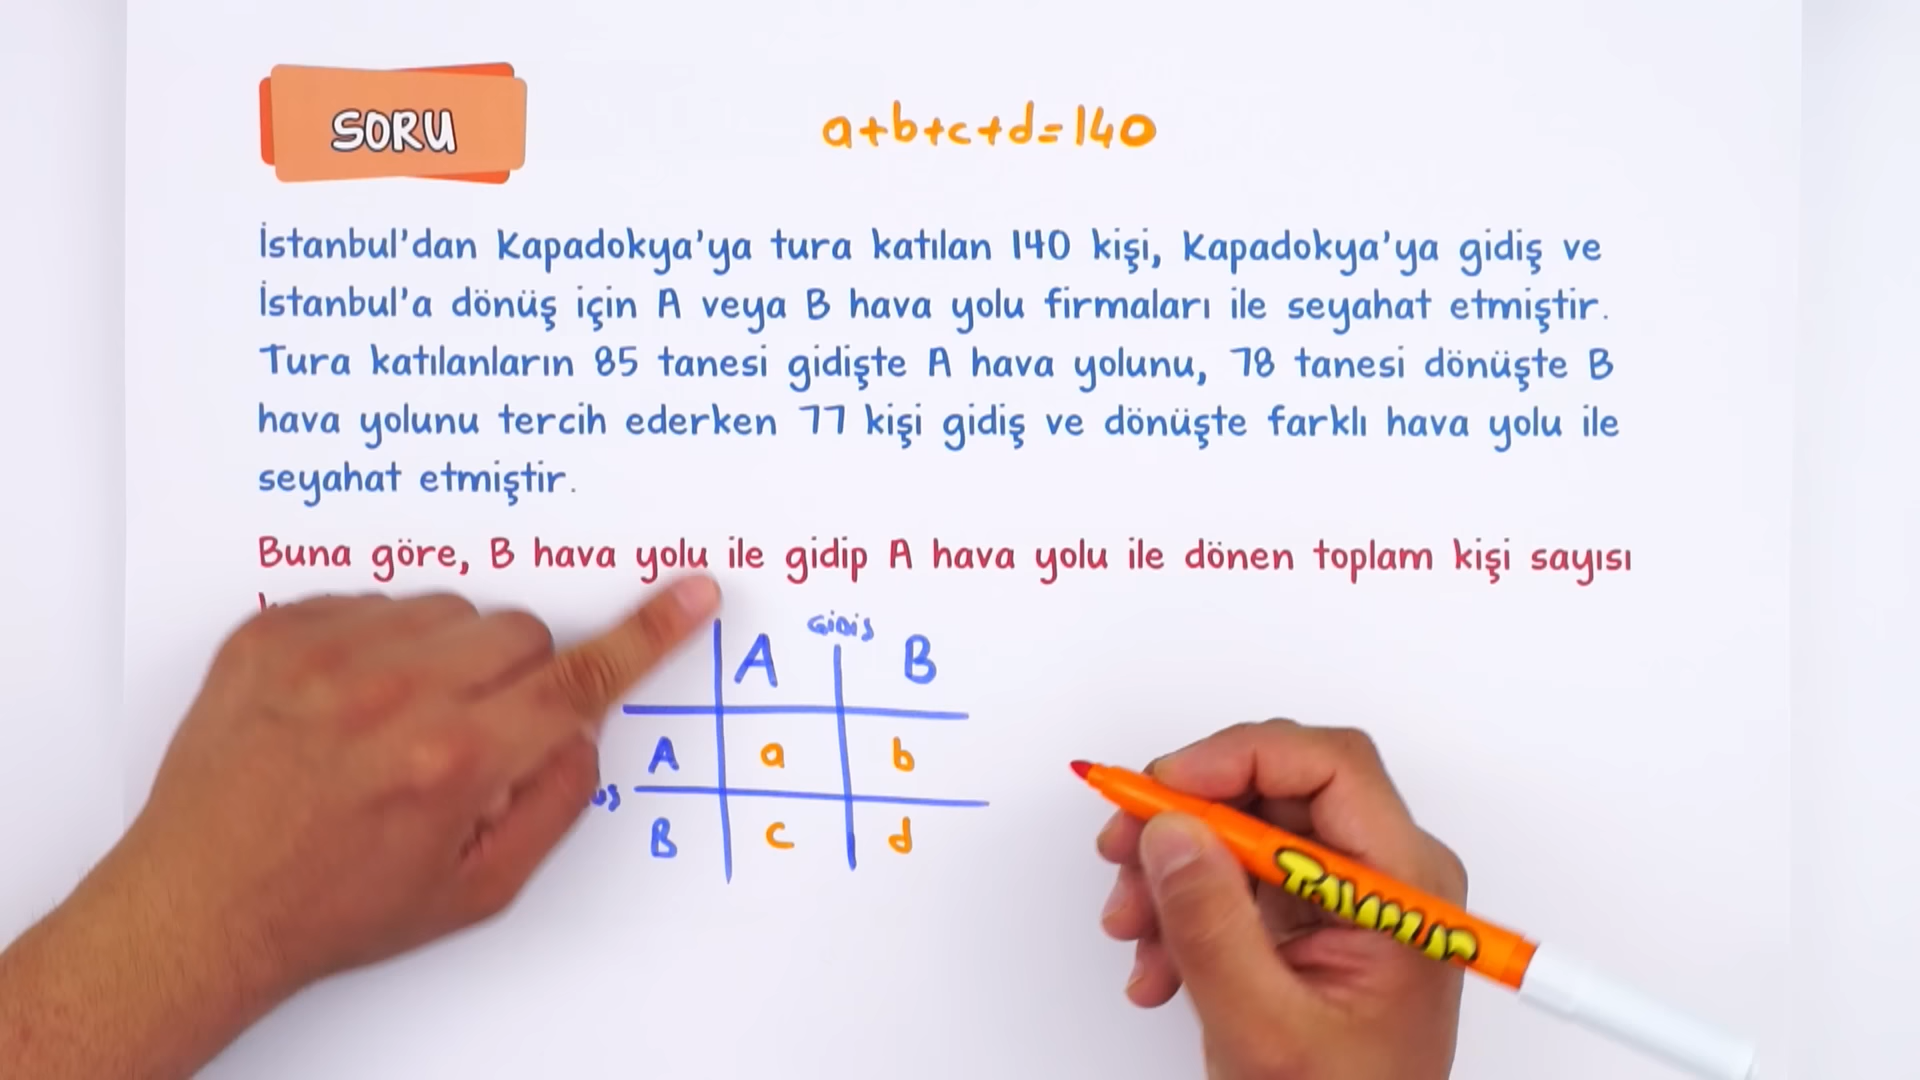 SORU
a+b+c+d=140
İstanbul'dan Kapadokya'ya tura katılan 140 kişi, Kapadokya'ya gidiş ve
İstanbul'a dönüş için A veya B hava yolu firmaları ile seyahat etmiştir.
Tura katılanların 85 tanesi gidişte A hava yolunu, 78 tanesi dönüşte B
hava yolunu tercih ederken 77 kişi gidiş ve dönüşte farklı hava yolu ile
seyahat etmiştir.
Buna göre, B hava yolu ile gidip A hava yolu ile dönen toplam kişi sayısı
GİDİŞ
A B
A a b
B c d